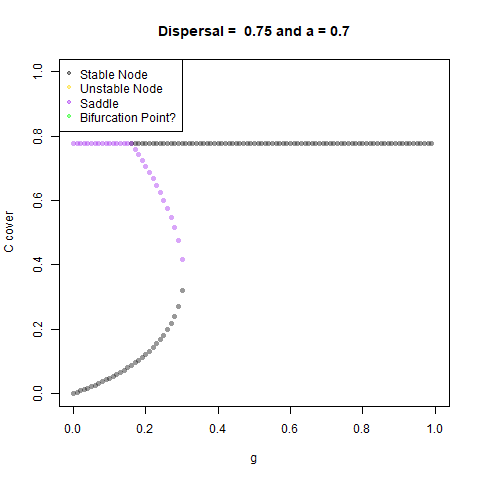 Dispersal =  0.75 and a = 0.7
Stable Node
Unstable Node
Saddle
Bifurcation Point?
C cover
1.0
0.8
0.6
0.4
0.2
0.0
0.0 0.2 0.4 0.6 0.8 1.0
g